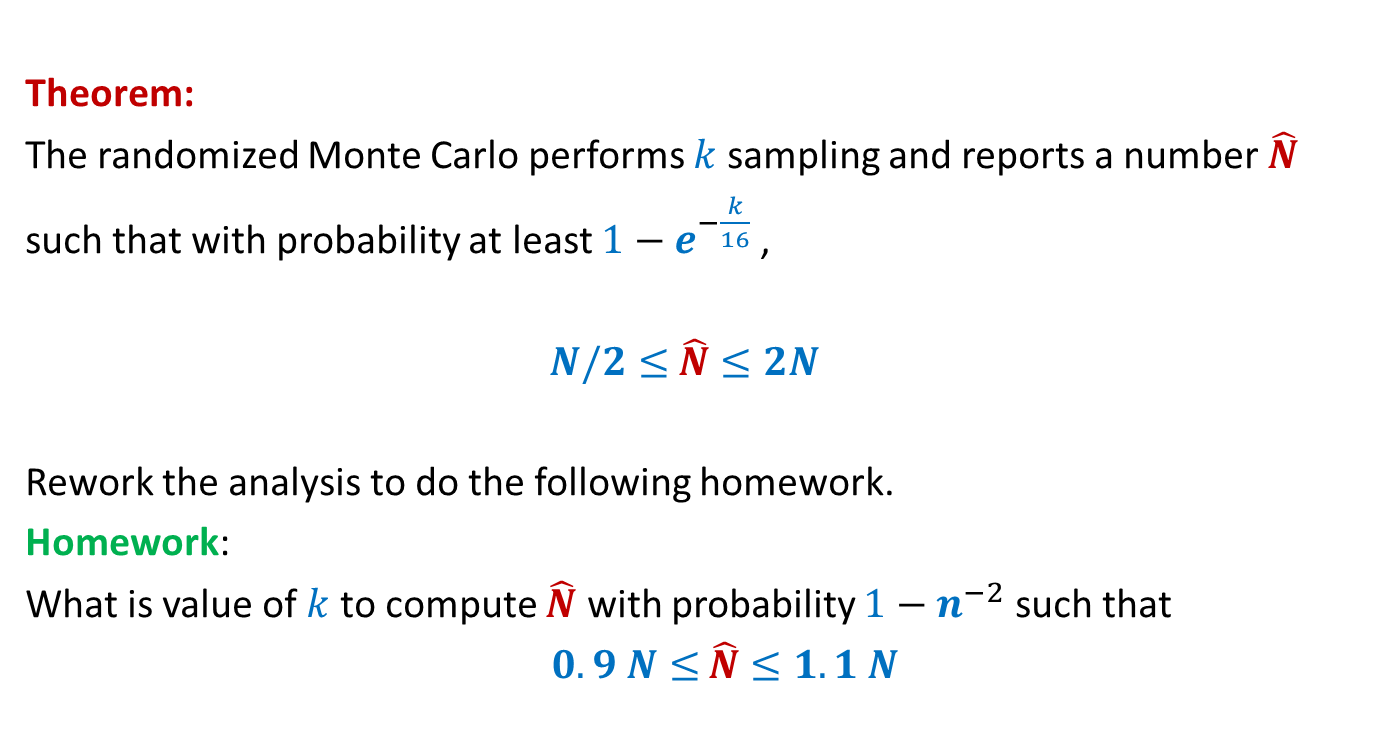 Theorem:
The randomized Monte Carlo performs k sampling and reports a number N̂
such that with probability at least 1 − e^{−k/16} ,
N/2 ≤ N̂ ≤ 2N
Rework the analysis to do the following homework.
Homework:
What is value of k to compute N̂ with probability 1 − n^{−2} such that
0.9 N ≤ N̂ ≤ 1.1 N